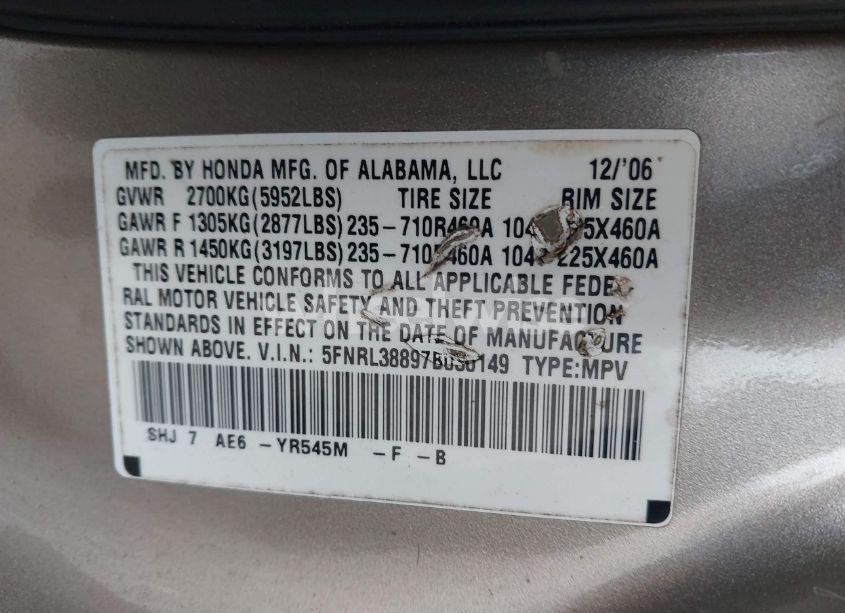 MFD. BY HONDA MFG. OF ALABAMA, LLC 12/'06
GVWR 2700KG(5952LBS) TIRE SIZE RIM SIZE
GAWR F 1305KG(2877LBS) 235-710R460A 225X460A
GAWR R 1450KG(3197LBS) 235-710R460A 104T 225X460A
THIS VEHICLE CONFORMS TO ALL APPLICABLE FEDE-
RAL MOTOR VEHICLE SAFETY AND THEFT PREVENTION
STANDARDS IN EFFECT ON THE DATE OF MANUFACTURE
SHOWN ABOVE. V.I.N.: TYPE:MPV
SHJ 7 AE6 -YR545M -F -B